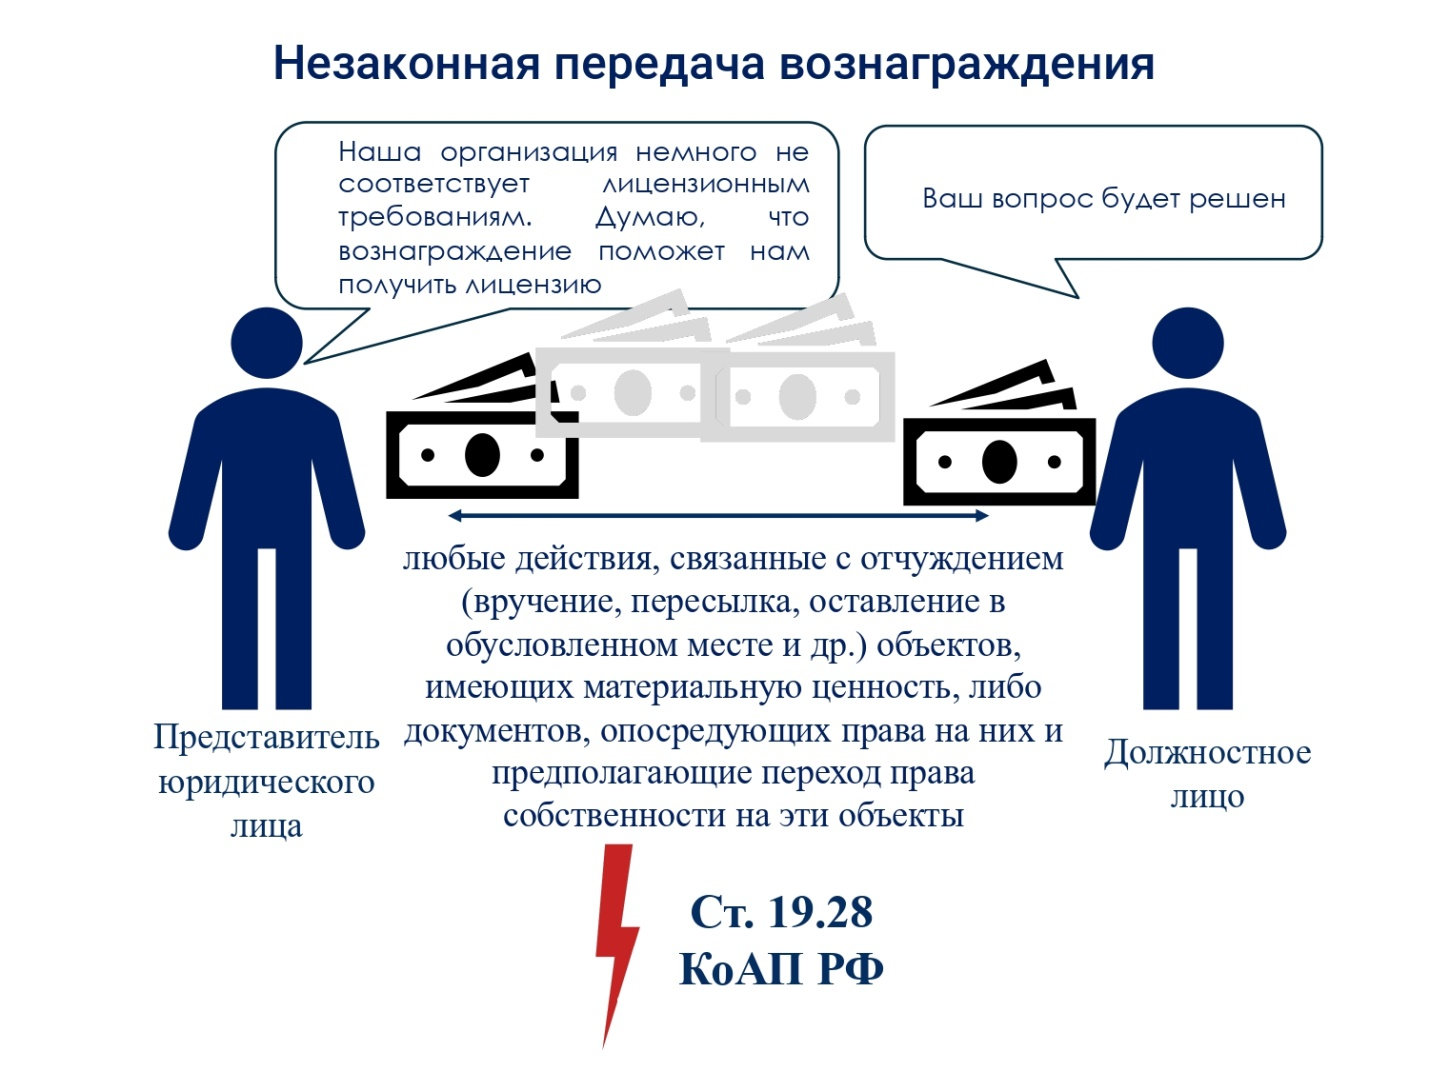 Незаконная передача вознаграждения
Наша организация немного не
соответствует лицензионным
требованиям. Думаю, что
вознаграждение поможет нам
получить лицензию
Ваш вопрос будет решен
любые действия, связанные с отчуждением
(вручение, пересылка, оставление в
обусловленном месте и др.) объектов,
имеющих материальную ценность, либо
документов, опосредующих права на них и
предполагающие переход права
собственности на эти объекты
Представитель
юридического
лица
Должностное
лицо
Ст. 19.28
КоАП РФ